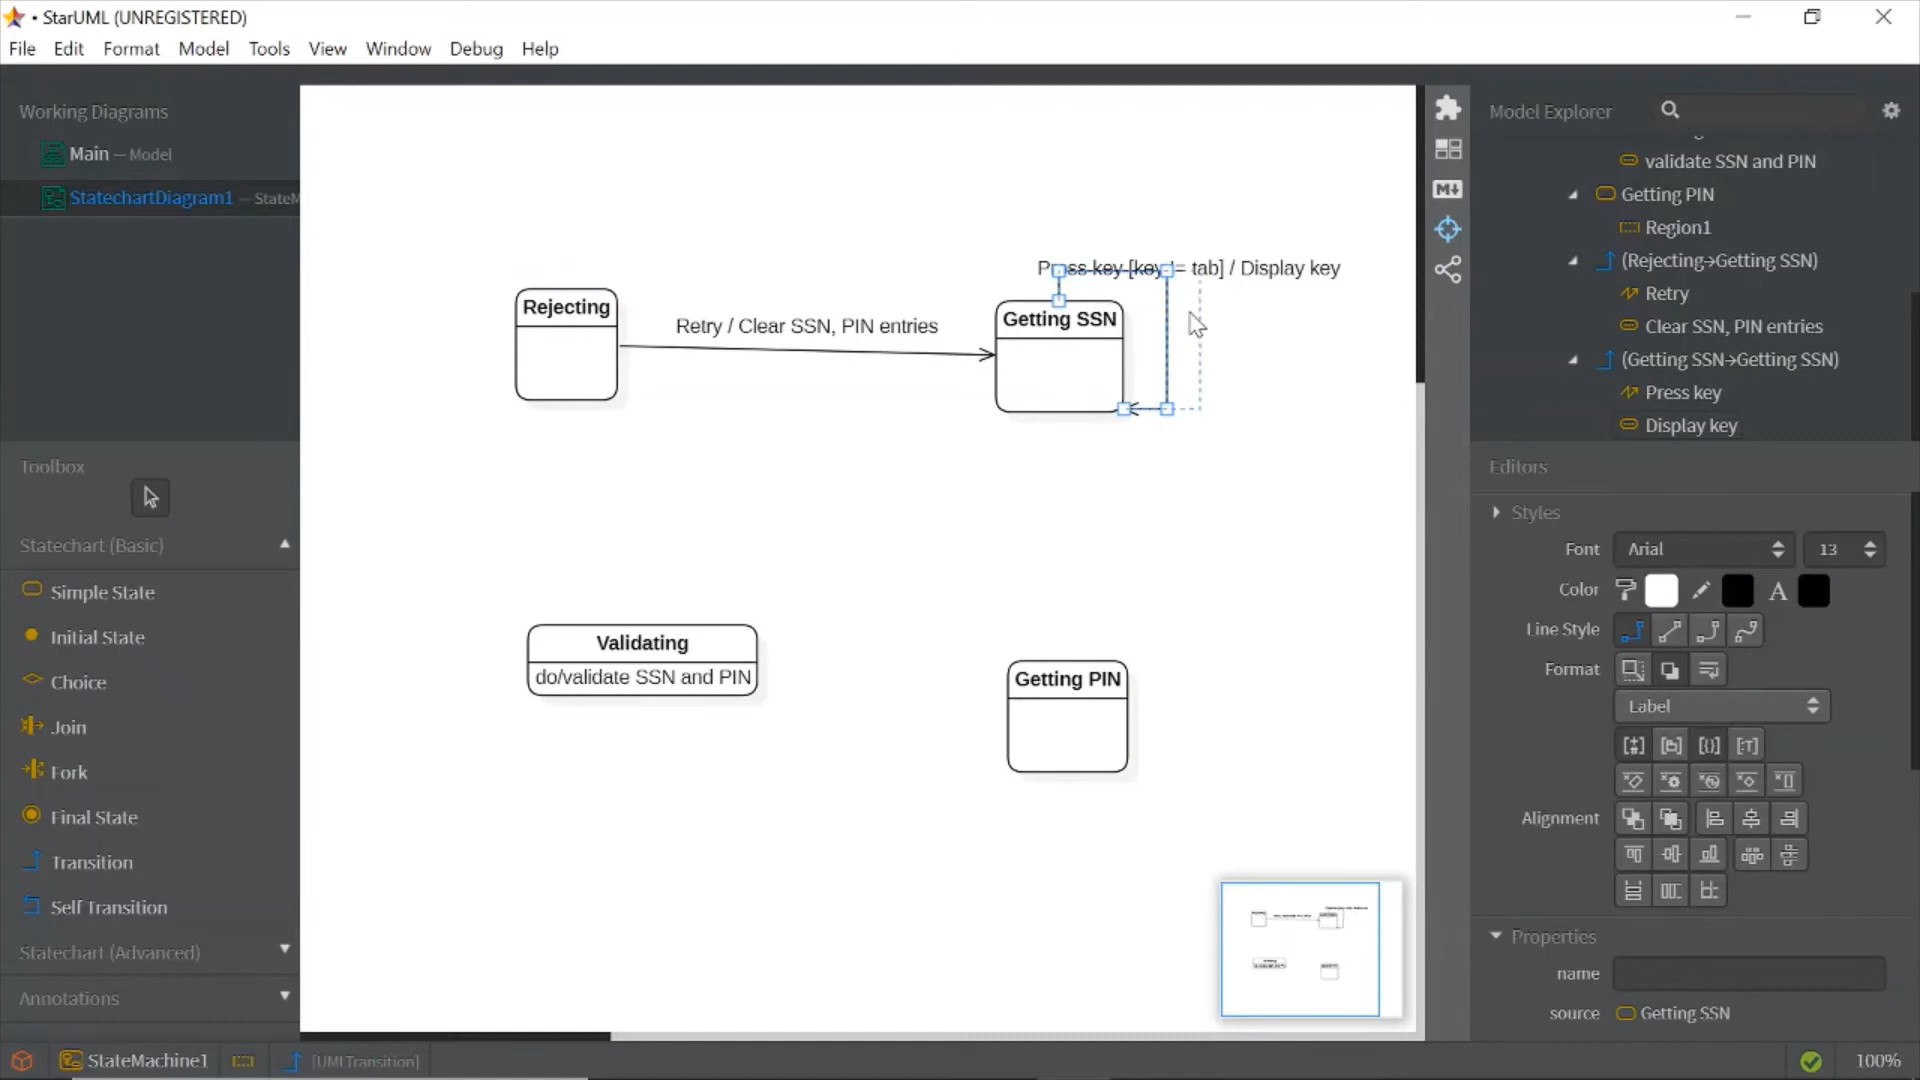 StarUML (UNREGISTERED)
File Edit Format Model Tools View Window Debug Help
Working Diagrams
Main — Model
StatechartDiagram1 — StateM
Toolbox
Statechart (Basic)
Simple State
Initial State
Choice
Join
Fork
Final State
Transition
Self Transition
Statechart (Advanced)
Annotations
Rejecting
Retry / Clear SSN, PIN entries
Press key [key != tab] / Display key
Getting SSN
Validating
do/validate SSN and PIN
Getting PIN
M
Model Explorer
validate SSN and PIN
Getting PIN
Region1
(Rejecting→Getting SSN)
Retry
Clear SSN, PIN entries
(Getting SSN→Getting SSN)
Press key
Display key
Editors
Styles
Font Arial 13
Color A
Line Style
Format
Label
Alignment
Properties
name
source Getting SSN
StateMachine1 [UMLTransition] 100%